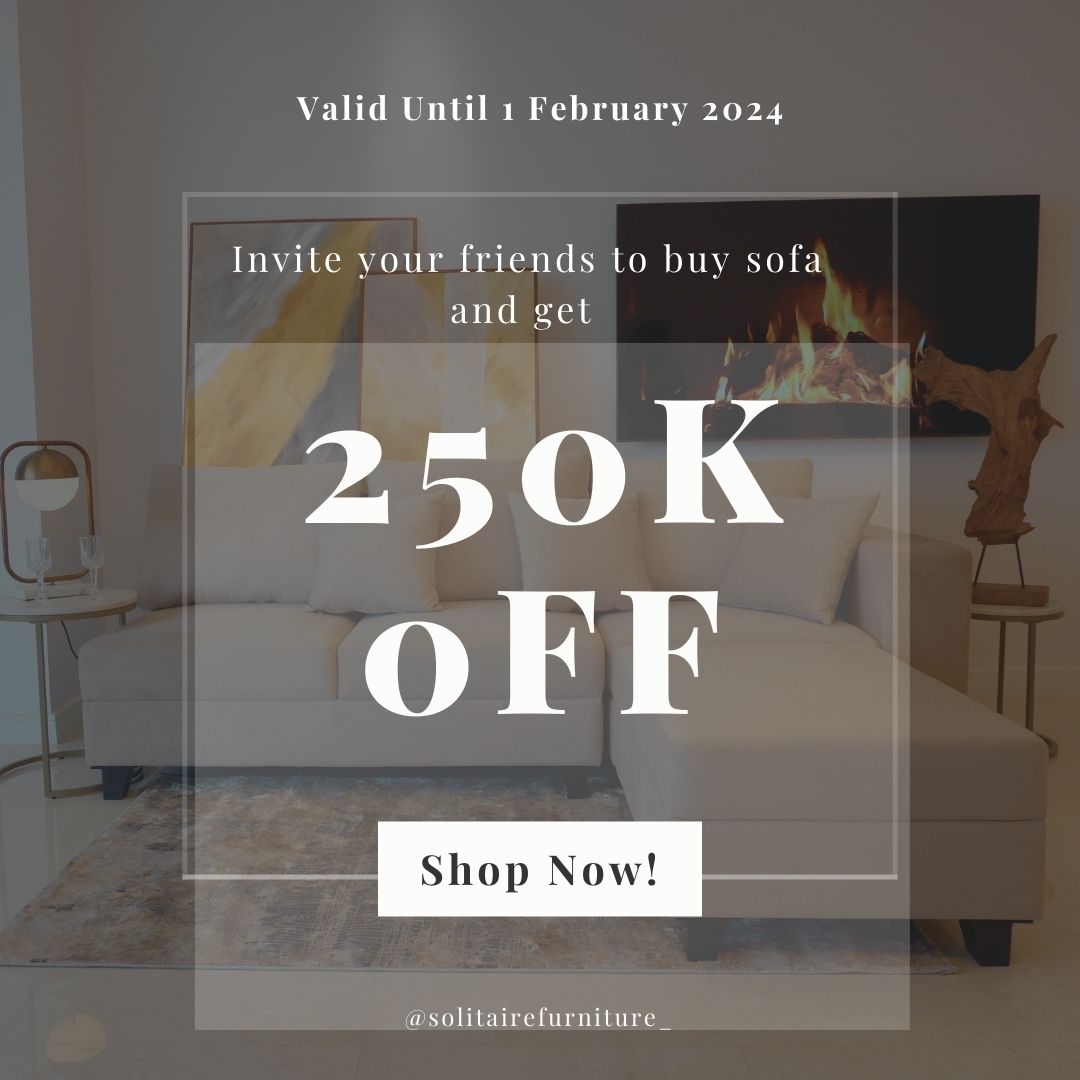 Valid Until 1 February 2024
Invite your friends to buy sofa
and get
250K
OFF
Shop Now!
@solitairefurniture_